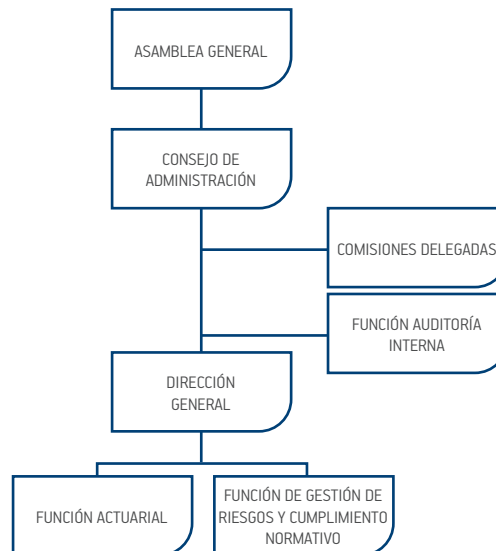 ASAMBLEA GENERAL
CONSEJO DE
ADMINISTRACIÓN
COMISIONES DELEGADAS
FUNCIÓN AUDITORÍA
INTERNA
DIRECCIÓN
GENERAL
FUNCIÓN ACTUARIAL
FUNCIÓN DE GESTIÓN DE
RIESGOS Y CUMPLIMIENTO
NORMATIVO